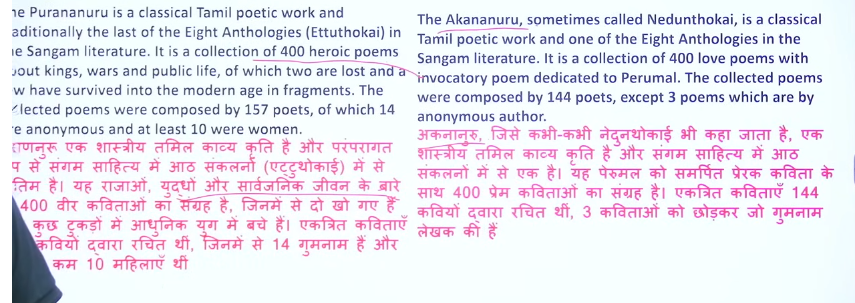 Purananuru is a classical Tamil poetic work and
the last of the Eight Anthologies (Ettuthokai) in
Sangam literature. It is a collection of 400 heroic poems
kings, wars and public life, of which two are lost and a
have survived into the modern age in fragments. The
poems were composed by 157 poets, of which 14
anonymous and at least 10 were women.
एक शास्त्रीय तमिल काव्य कृति है और परंपरागत
से संगम साहित्य में आठ संकलनों (एट्टुथोकाई) में से
है। यह राजाओं, युद्धों और सार्वजनिक जीवन के बारे
400 वीर कविताओं का संग्रह है, जिनमें से दो खो गए हैं
कुछ टुकड़ों में आधुनिक युग में बचे हैं। एकत्रित कविताएँ
कवियों द्वारा रचित थीं, जिनमें से 14 गुमनाम हैं और
कम 10 महिलाएँ थीं
The Akananuru, sometimes called Nedunthokai, is a classical
Tamil poetic work and one of the Eight Anthologies in the
Sangam literature. It is a collection of 400 love poems with
invocatory poem dedicated to Perumal. The collected poems
were composed by 144 poets, except 3 poems which are by
anonymous author.
अकनानुरु, जिसे कभी-कभी नेदुनथोकाई भी कहा जाता है, एक
शास्त्रीय तमिल काव्य कृति है और संगम साहित्य में आठ
संकलनों में से एक है। यह पेरुमल को समर्पित प्रेरक कविता के
साथ 400 प्रेम कविताओं का संग्रह है। एकत्रित कविताएँ 144
कवियों द्वारा रचित थीं, 3 कविताओं को छोड़कर जो गुमनाम
लेखक की हैं